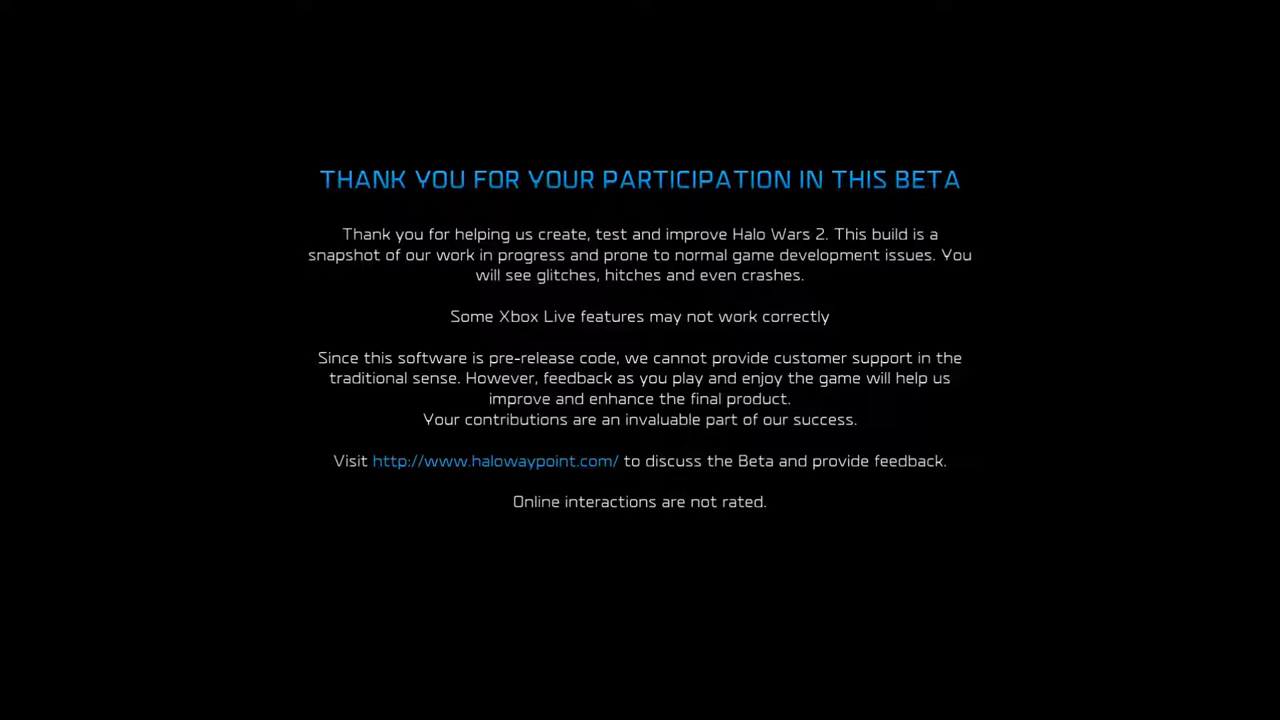 THANK YOU FOR YOUR PARTICIPATION IN THIS BETA
Thank you for helping us create, test and improve Halo Wars 2. This build is a
snapshot of our work in progress and prone to normal game development issues. You
will see glitches, hitches and even crashes.
Some Xbox Live features may not work correctly
Since this software is pre-release code, we cannot provide customer support in the
traditional sense. However, feedback as you play and enjoy the game will help us
improve and enhance the final product.
Your contributions are an invaluable part of our success.
Visit http://www.halowaypoint.com/ to discuss the Beta and provide feedback.
Online interactions are not rated.